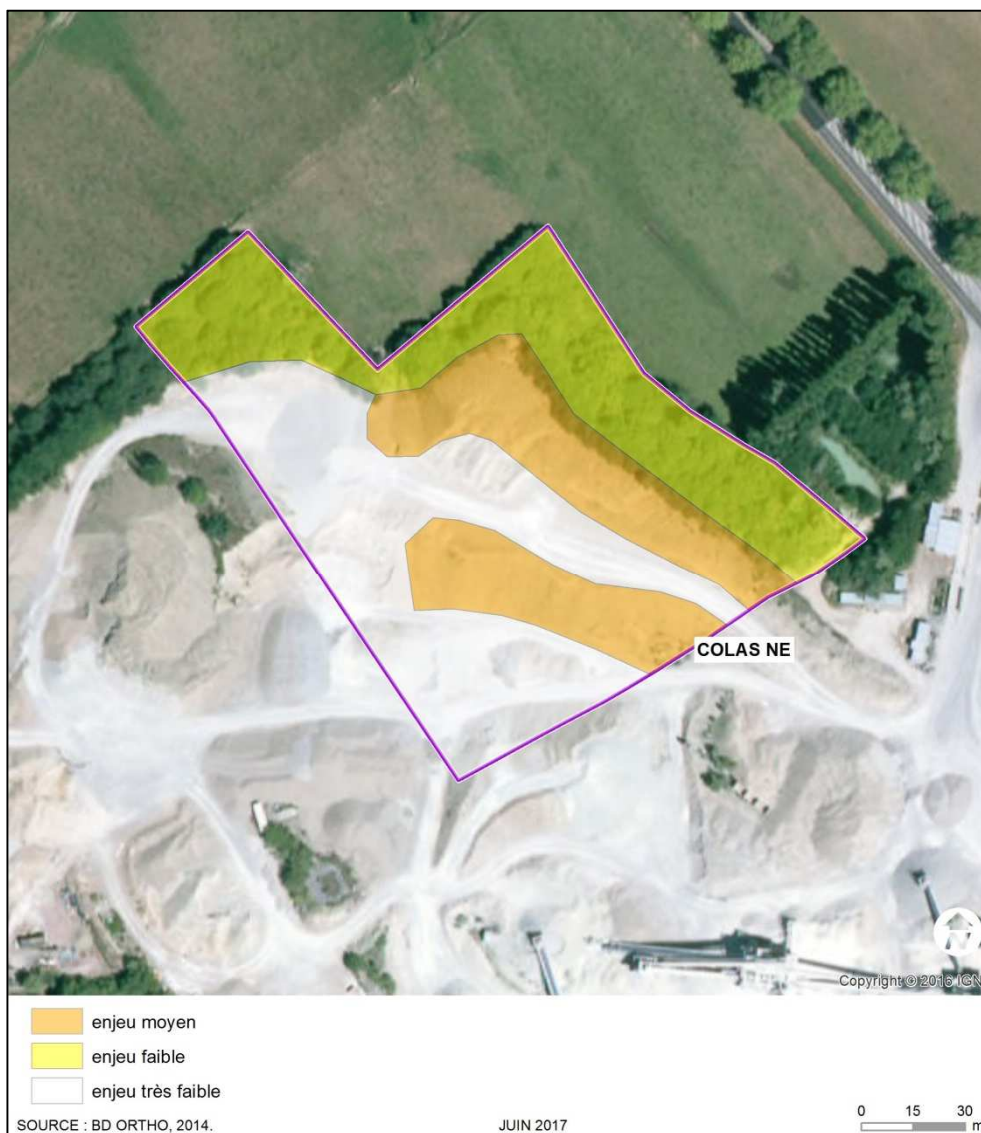 COLAS NE
N
Copyright © 2016 IGN
enjeu moyen
enjeu faible
enjeu très faible
SOURCE : BD ORTHO, 2014.
JUIN 2017
0 15 30
m